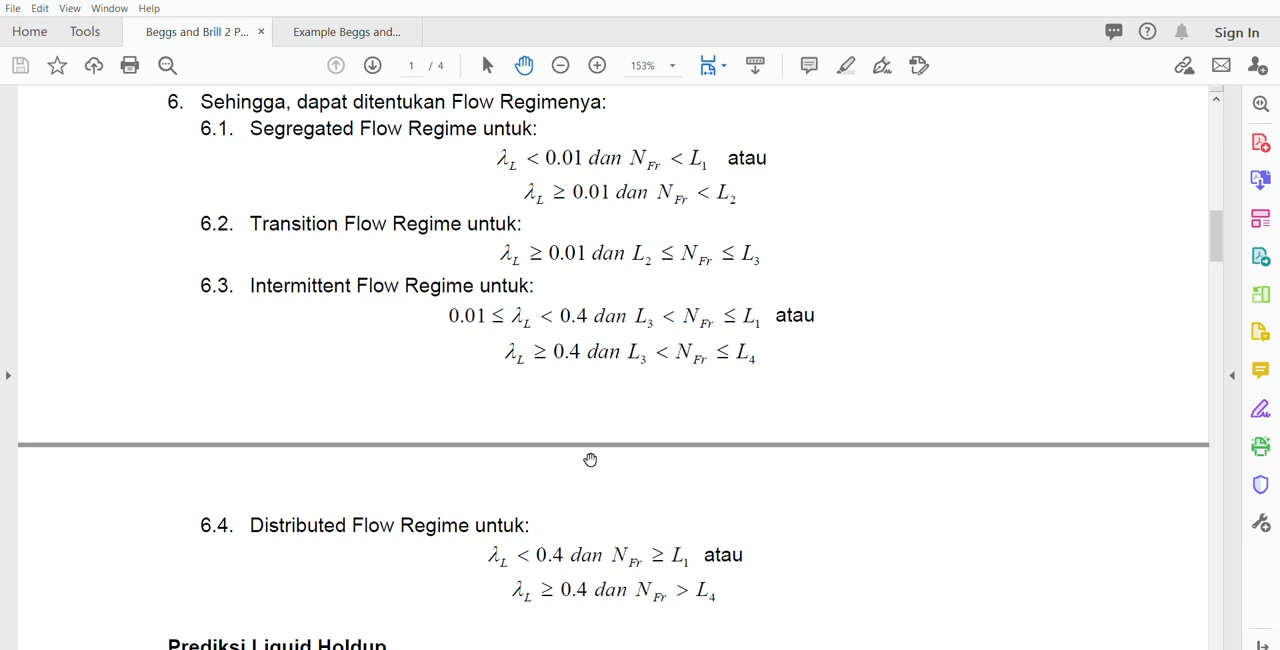 File Edit View Window Help
Home Tools Beggs and Brill 2 P... × Example Beggs and... Sign In
1 / 4 153%
6. Sehingga, dapat ditentukan Flow Regimenya:
6.1. Segregated Flow Regime untuk:
λL < 0.01 dan NFr < L1 atau
λL ≥ 0.01 dan NFr < L2
6.2. Transition Flow Regime untuk:
λL ≥ 0.01 dan L2 ≤ NFr ≤ L3
6.3. Intermittent Flow Regime untuk:
0.01 ≤ λL < 0.4 dan L3 < NFr ≤ L1 atau
λL ≥ 0.4 dan L3 < NFr ≤ L4
6.4. Distributed Flow Regime untuk:
λL < 0.4 dan NFr ≥ L1 atau
λL ≥ 0.4 dan NFr > L4
Prediksi Liquid Holdup